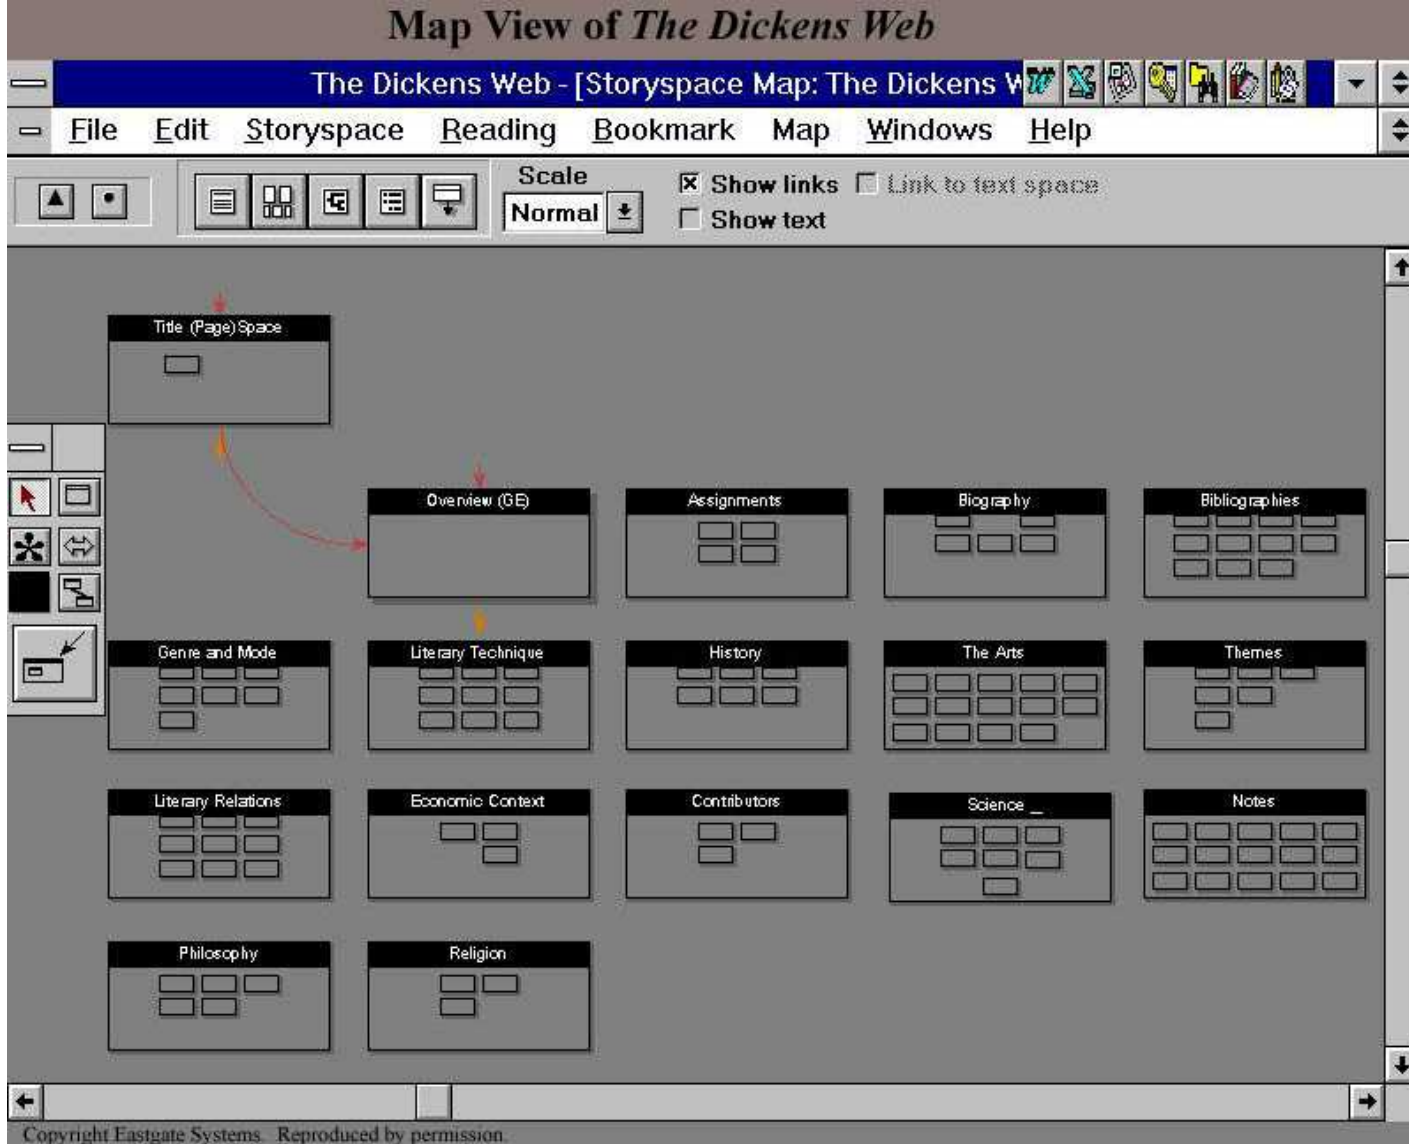 Map View of The Dickens Web
The Dickens Web - [Storyspace Map: The Dickens W
File Edit Storyspace Reading Bookmark Map Windows Help
Scale
Normal
Show links Link to text space
Show text
Title (Page) Space
Overview (GE) Assignments Biography Bibliographies
Genre and Mode Literary Technique History The Arts Themes
Literary Relations Economic Context Contributors Science _ Notes
Philosophy Religion
Copyright Eastgate Systems. Reproduced by permission.